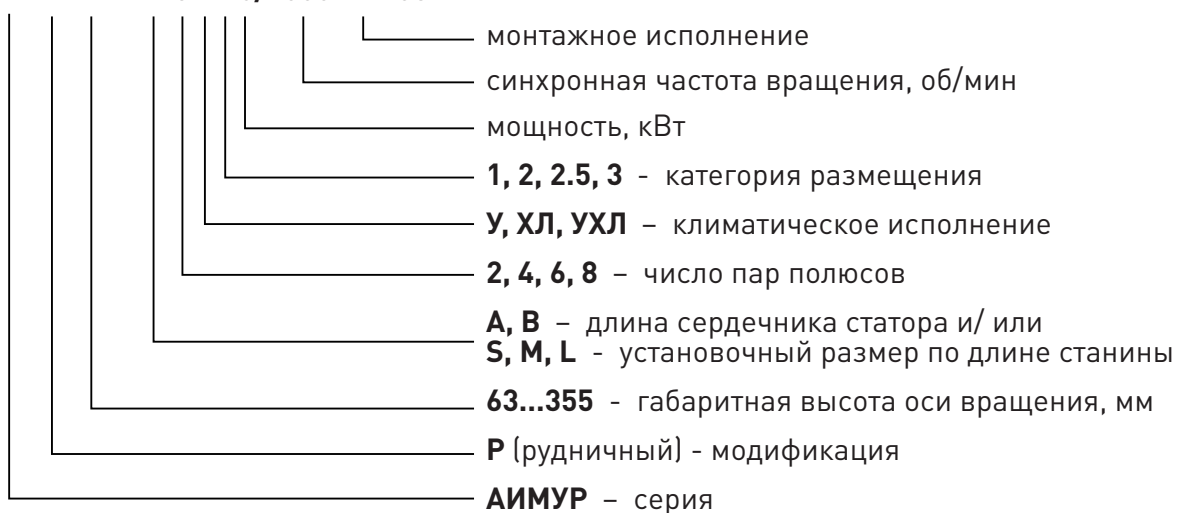 монтажное исполнение
синхронная частота вращения, об/мин
мощность, кВт
1, 2, 2.5, 3 - категория размещения
У, ХЛ, УХЛ – климатическое исполнение
2, 4, 6, 8 – число пар полюсов
А, В – длина сердечника статора и/ или
S, M, L - установочный размер по длине станины
63...355 - габаритная высота оси вращения, мм
Р (рудничный) - модификация
АИМУР – серия